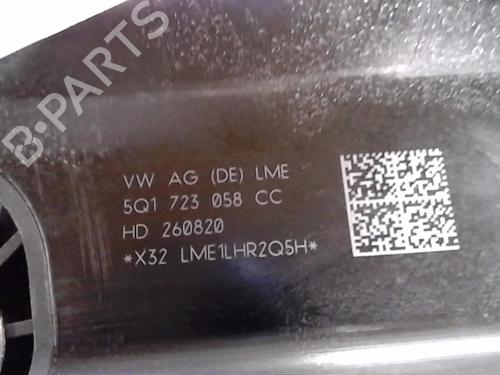 B-PARTS
VW AG (DE) LME
5Q1 723 058 CC
HD 260820
*X32 LME1LHR2Q5H*